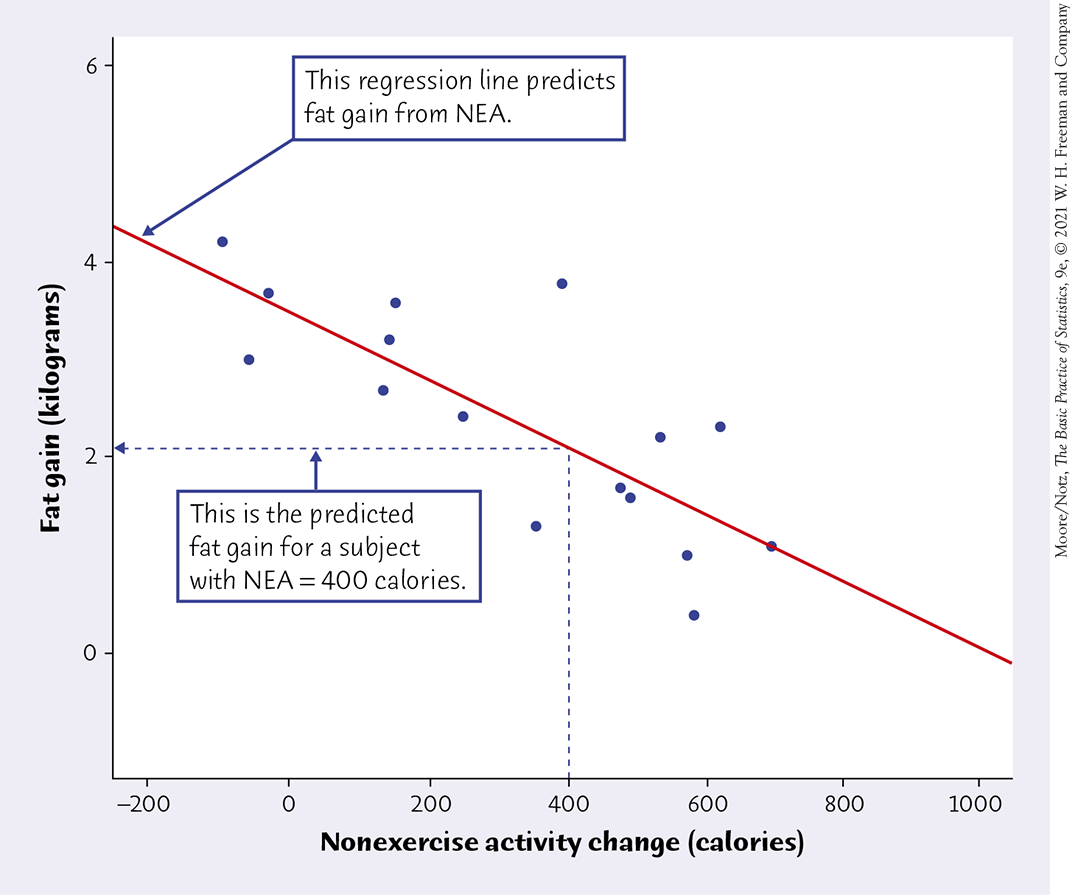 6
This regression line predicts
fat gain from NEA.
4
Fat gain (kilograms)
2
This is the predicted
fat gain for a subject
with NEA = 400 calories.
0
–200 0 200 400 600 800 1000
Nonexercise activity change (calories)
Moore/Notz, The Basic Practice of Statistics, 9e, © 2021 W. H. Freeman and Company